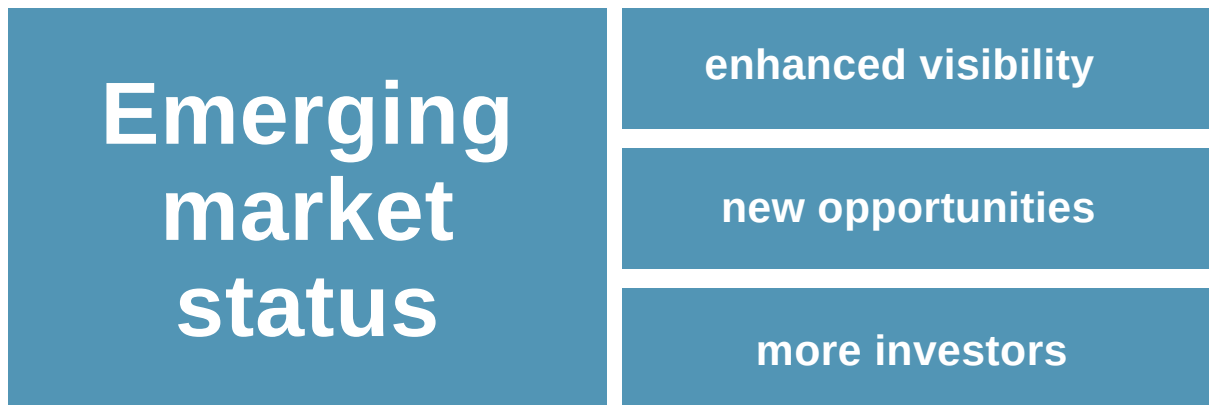 Emerging
market
status
enhanced visibility
new opportunities
more investors